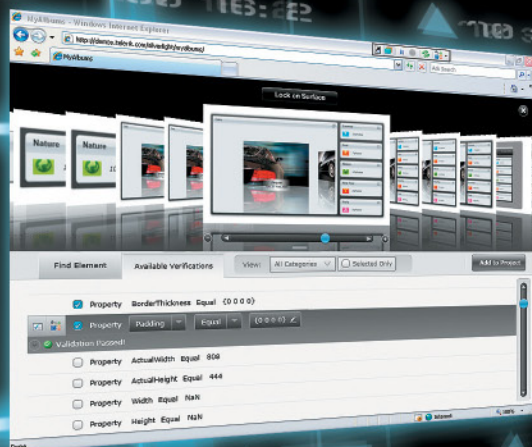 MyAlbums - Windows Internet Explorer
http://demos.telerik.com/silverlight/myalbums/
Ask Search
MyAlbums
Lock on Surface
Nature
Nature
Find Element
Available Verifications
View:
All Categories
Selected Only
Add to Project
Property BorderThickness Equal {0 0 0 0}
Property Padding Equal {0 0 0 0}
Validation Passed!
Property ActualWidth Equal 808
Property ActualHeight Equal 444
Property Width Equal NaN
Property Height Equal NaN
Internet